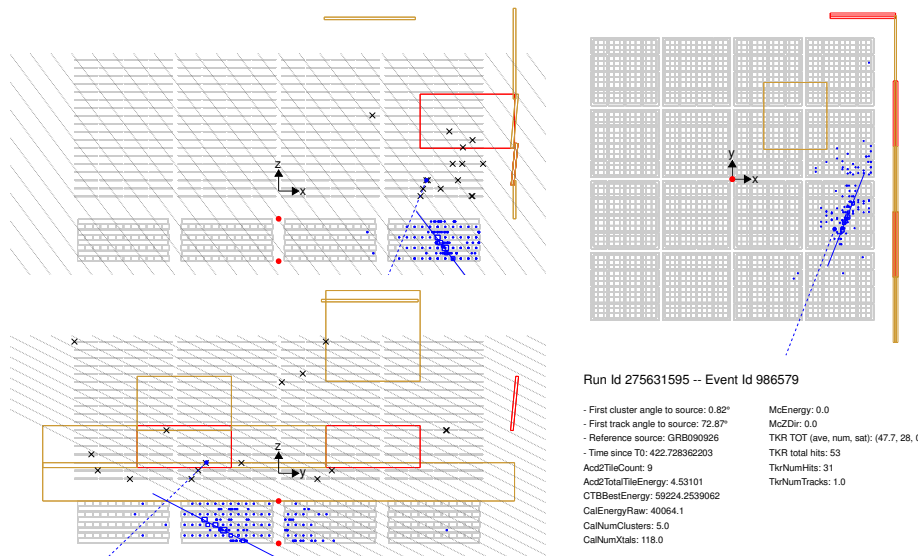 z
x
y
x
z
y
Run Id 275631595 -- Event Id 986579
- First cluster angle to source: 0.82°
- First track angle to source: 72.87°
- Reference source: GRB090926
- Time since T0: 422.728362203
Acd2TileCount: 9
Acd2TotalTileEnergy: 4.53101
CTBBestEnergy: 59224.2539062
CalEnergyRaw: 40064.1
CalNumClusters: 5.0
CalNumXtals: 118.0
McEnergy: 0.0
McZDir: 0.0
TKR TOT (ave, num, sat): (47.7, 28, 0
TKR total hits: 53
TkrNumHits: 31
TkrNumTracks: 1.0